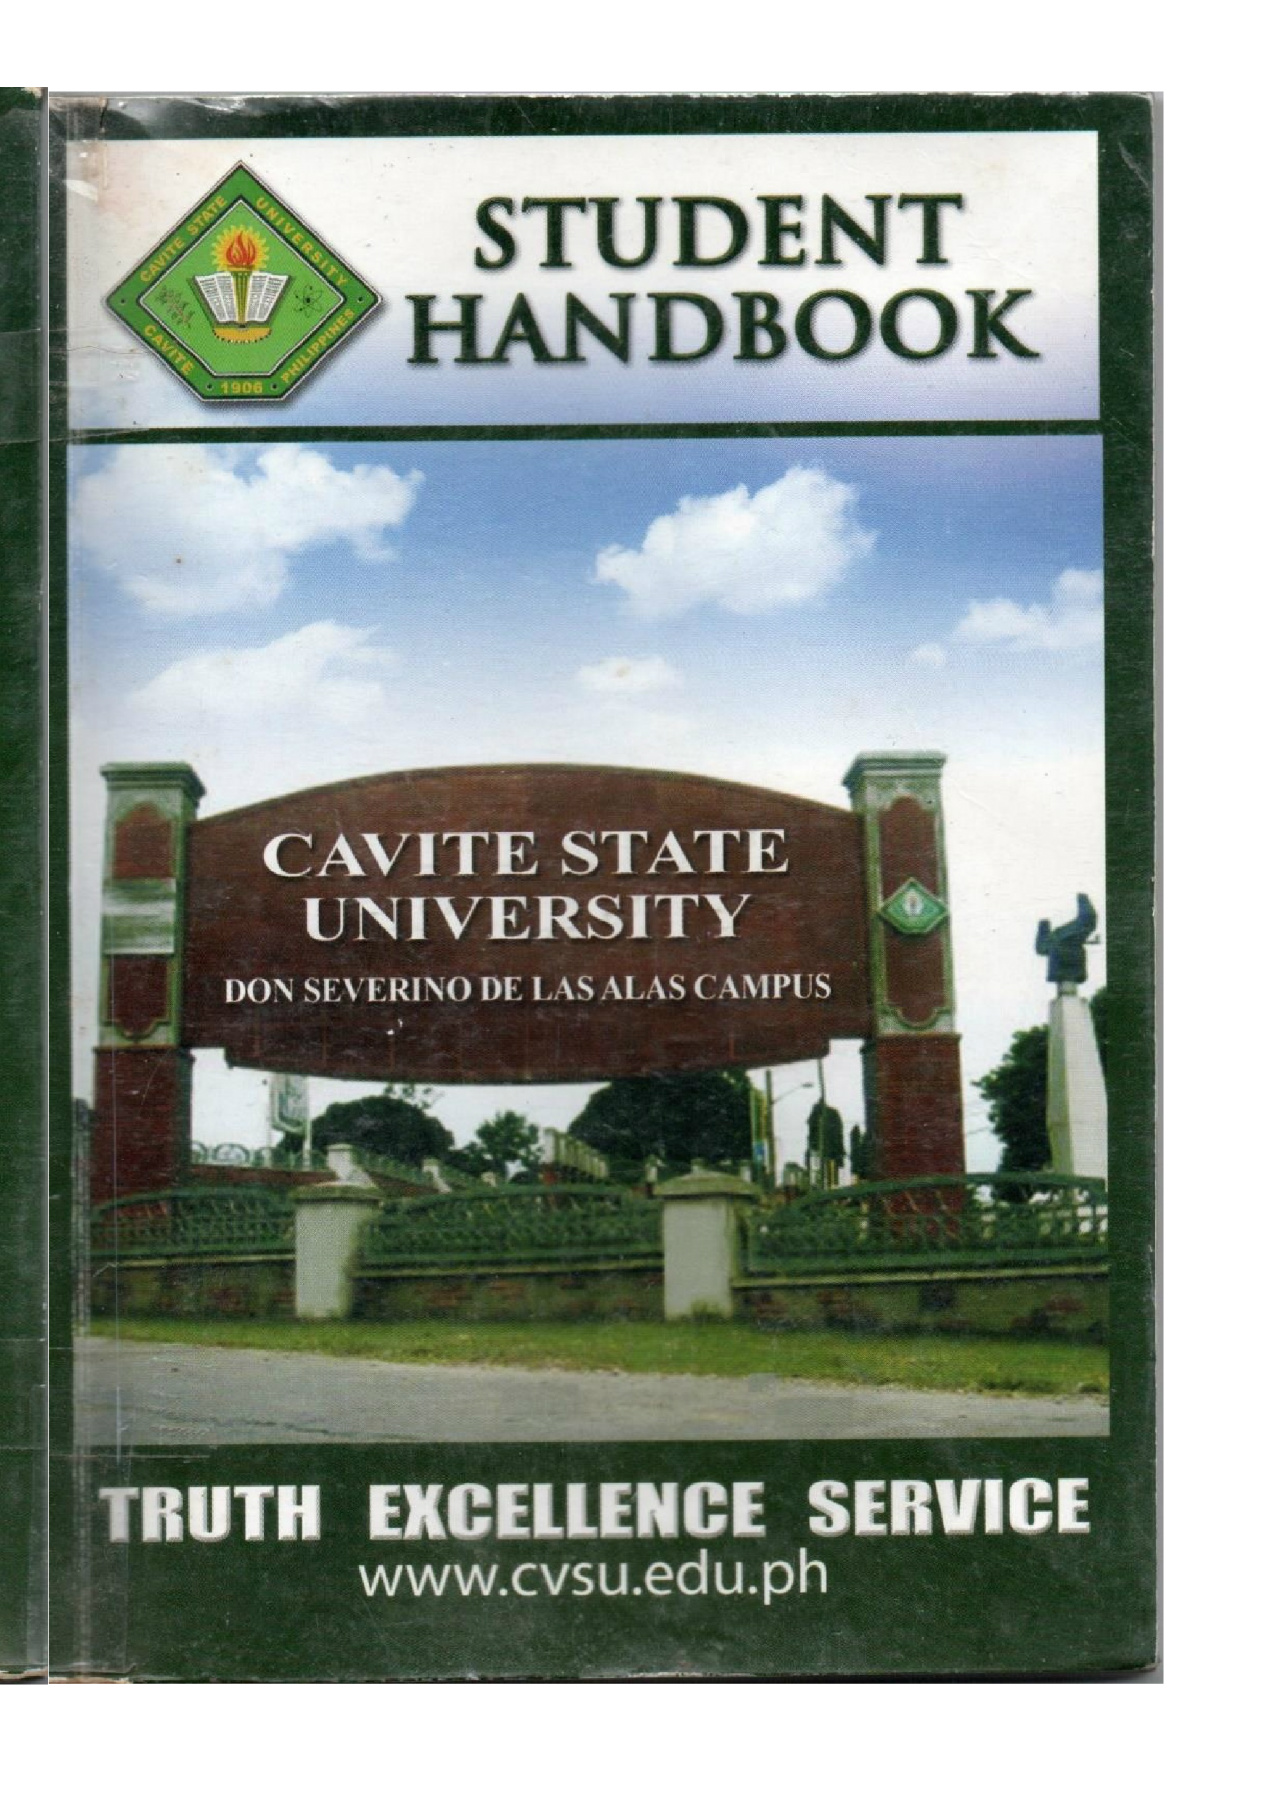 CAVITE STATE UNIVERSITY
CAVITE PHILIPPINES
· 1906 ·
STUDENT
HANDBOOK
CAVITE STATE
UNIVERSITY
DON SEVERINO DE LAS ALAS CAMPUS
TRUTH EXCELLENCE SERVICE
www.cvsu.edu.ph